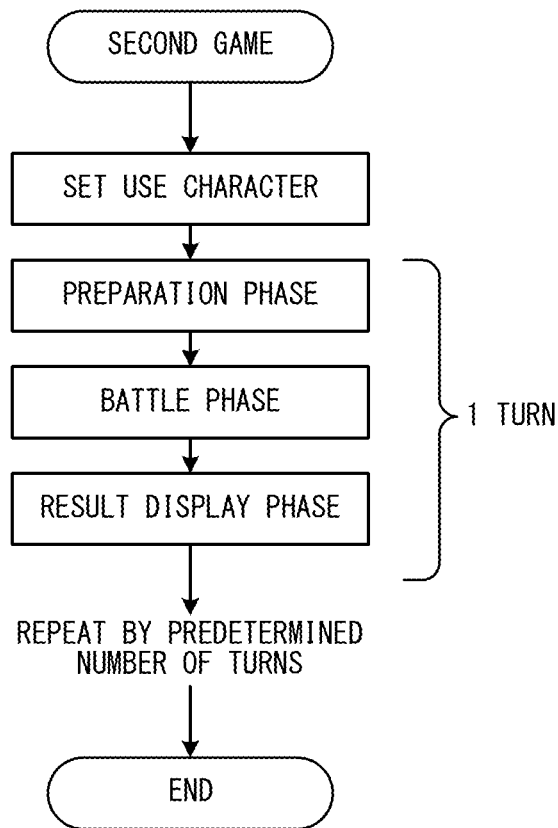 SECOND GAME
SET USE CHARACTER
PREPARATION PHASE
BATTLE PHASE
1 TURN
RESULT DISPLAY PHASE
REPEAT BY PREDETERMINED
NUMBER OF TURNS
END